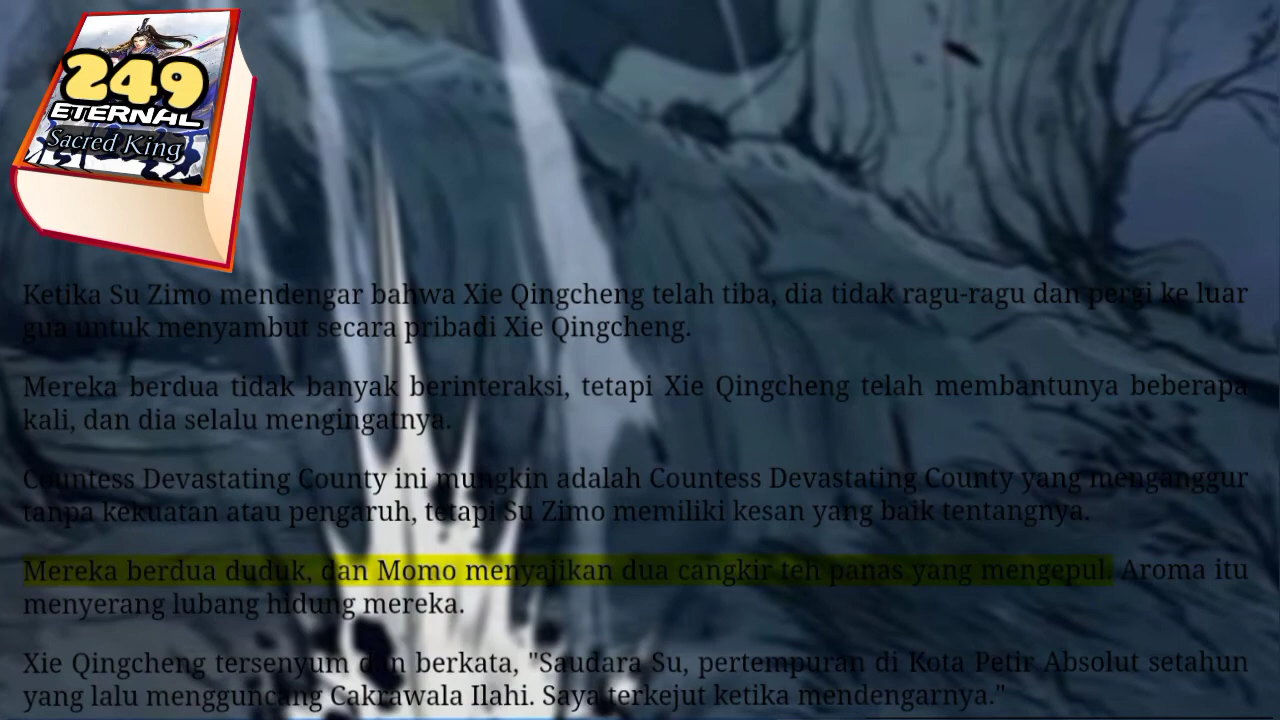 249
ETERNAL
Sacred King
Ketika Su Zimo mendengar bahwa Xie Qingcheng telah tiba, dia tidak ragu-ragu dan pergi ke luar
gua untuk menyambut secara pribadi Xie Qingcheng.
Mereka berdua tidak banyak berinteraksi, tetapi Xie Qingcheng telah membantunya beberapa
kali, dan dia selalu mengingatnya.
Countess Devastating County ini mungkin adalah Countess Devastating County yang menganggur
tanpa kekuatan atau pengaruh, tetapi Su Zimo memiliki kesan yang baik tentangnya.
Mereka berdua duduk, dan Momo menyajikan dua cangkir teh panas yang mengepul. Aroma itu
menyerang lubang hidung mereka.
Xie Qingcheng tersenyum dan berkata, "Saudara Su, pertempuran di Kota Petir Absolut setahun
yang lalu mengguncang Cakrawala Ilahi. Saya terkejut ketika mendengarnya."